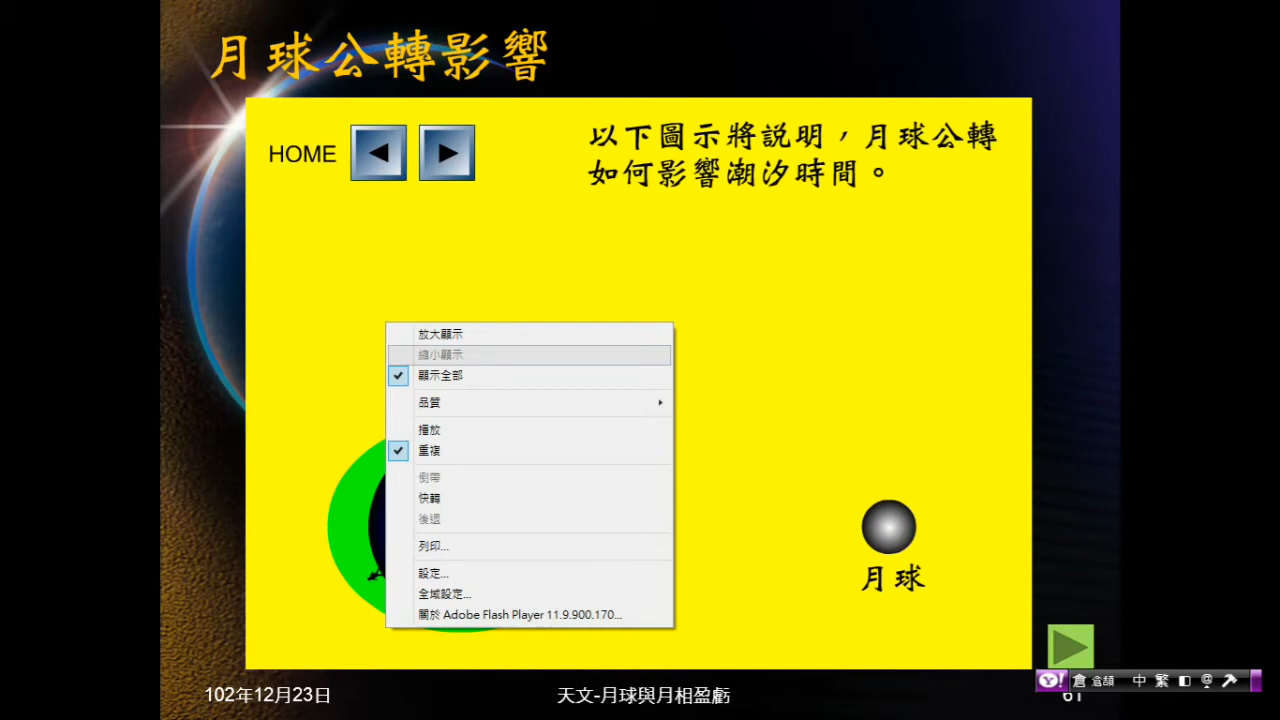 月球公轉影響
HOME
以下圖示將說明，月球公轉
如何影響潮汐時間。
放大顯示
縮小顯示
顯示全部
品質
播放
重複
倒帶
快轉
後退
列印...
設定...
全域設定...
關於 Adobe Flash Player 11.9.900.170...
月球
102年12月23日
天文-月球與月相盈虧
61
Y! 倉 倉頡 中 繁